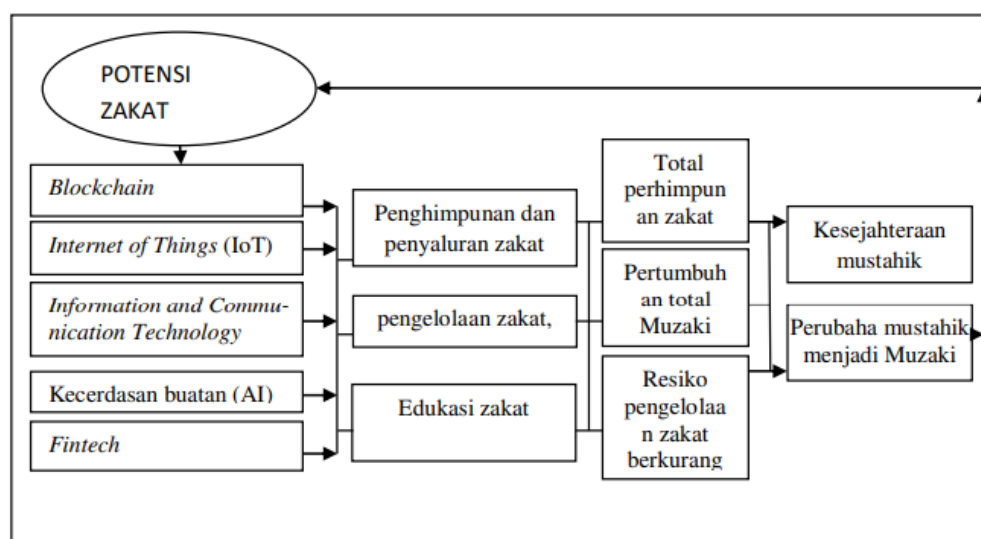 POTENSI
ZAKAT
Blockchain
Internet of Things (IoT)
Information and Commu-
nication Technology
Kecerdasan buatan (AI)
Fintech
Penghimpunan dan
penyaluran zakat
pengelolaan zakat,
Edukasi zakat
Total
perhimpun
an zakat
Pertumbuh
an total
Muzaki
Resiko
pengelolaa
n zakat
berkurang
Kesejahteraan
mustahik
Perubaha mustahik
menjadi Muzaki